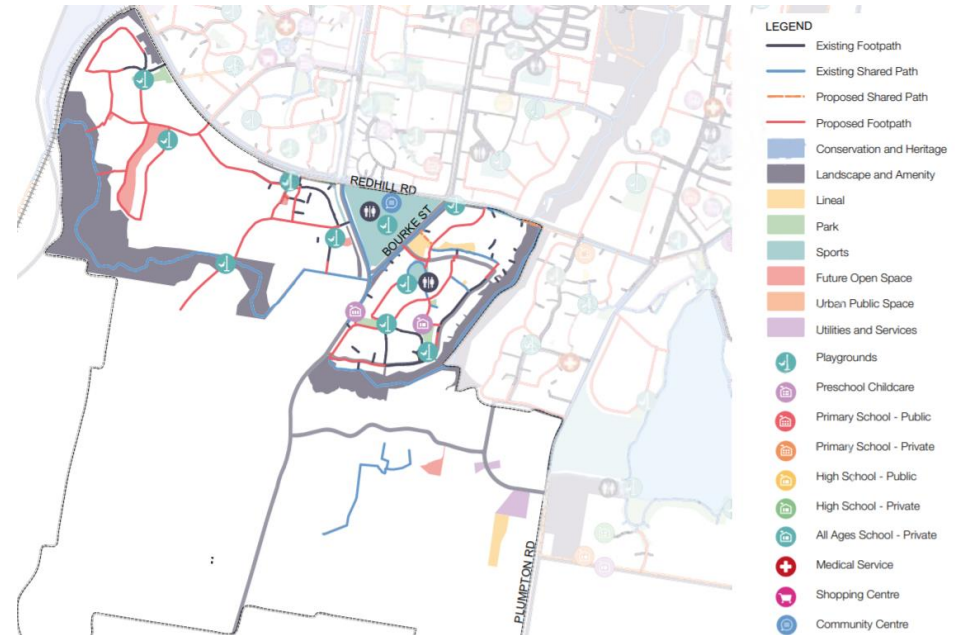 REDHILL RD
BOURKE ST
PLUMPTON RD
LEGEND
Existing Footpath
Existing Shared Path
Proposed Shared Path
Proposed Footpath
Conservation and Heritage
Landscape and Amenity
Lineal
Park
Sports
Future Open Space
Urban Public Space
Utilities and Services
Playgrounds
Preschool Childcare
Primary School - Public
Primary School - Private
High School - Public
High School - Private
All Ages School - Private
Medical Service
Shopping Centre
Community Centre